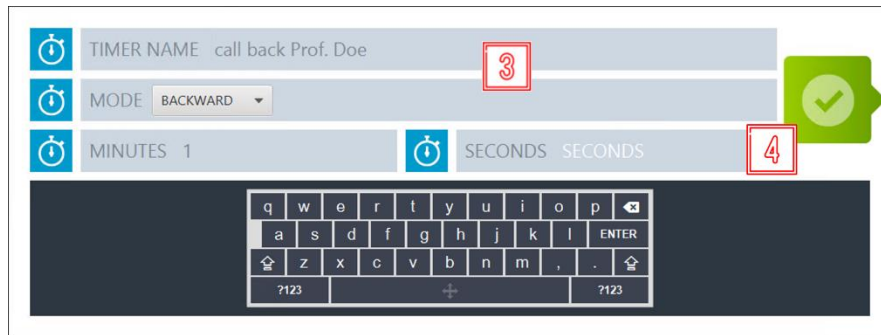 TIMER NAME call back Prof. Doe
3
MODE BACKWARD
MINUTES 1 SECONDS SECONDS 4
q w e r t y u i o p
a s d f g h j k l ENTER
z x c v b n m , .
?123 ?123